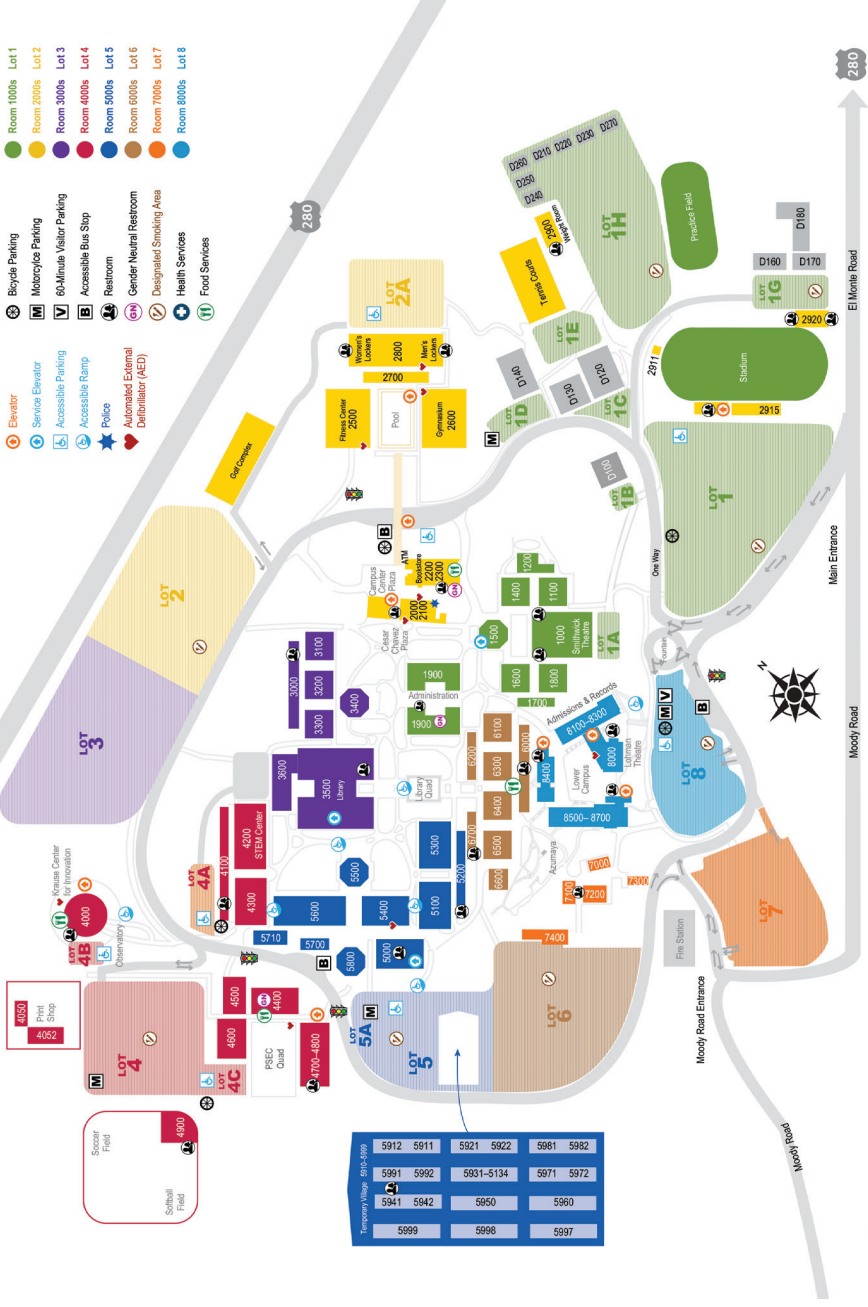 Room 1000s Lot 1
Room 2000s Lot 2
Room 3000s Lot 3
Room 4000s Lot 4
Room 5000s Lot 5
Room 6000s Lot 6
Room 7000s Lot 7
Room 8000s Lot 8
Bicycle Parking
M Motorcylce Parking
V 60-Minute Visitor Parking
B Accessible Bus Stop
Restroom
GN Gender Neutral Restroom
Designated Smoking Area
Health Services
Food Services
Elevator
Service Elevator
Accessible Parking
Accessible Ramp
Police
Automated External
Defibrillator (AED)
280
280
El Monte Road
Main Entrance
Moody Road
Moody Road Entrance
Moody Road
One Way
Fountain
N
LOT
1
LOT
1A
LOT
1B
LOT
1C
LOT
1D
LOT
1E
LOT
1G
LOT
1H
LOT
2
LOT
2A
LOT
3
LOT
4
LOT
4A
LOT
4B
LOT
4C
LOT
5
LOT
5A
LOT
6
LOT
7
LOT
8
D260
D210
D220
D230
D270
D250
D240
Weight Room
2900
Tennis Courts
Practice Field
D180
D160
D170
2920
2911
Stadium
2915
D140
D130
D120
D100
Women's
Lockers
2800
Men's
Lockers
2700
Fitness Center
2500
Pool
Gymnasium
2600
Golf Complex
M
B
ATM
Campus
Center
Plaza
Bookstore
2200
2300
GN
2000
2100
Cesar
Chavez
Plaza
1200
1400
1100
1500
1000
Smithwick
Theatre
1600
1800
1700
1900
Administration
1900
GN
3100
3000
3200
3300
3400
3600
3500
Library
Library
Quad
6100
6200
6000
6300
6400
6700
6500
6600
Admissions & Records
8100–8300
8400
8000
Lohman
Theatre
Lower
Campus
8500– 8700
M V
B
Azumaya
7000
7100
7200
7300
7400
Fire Station
4200
STEM Center
4100
4300
Krause Center
for Innovation
4000
Observatory
5300
5500
5200
5600
5400
5100
5710
5700
5800
5000
B
M
4050
Print
Shop
4052
4500
GN
4400
4600
PSEC
Quad
4700–4800
M
Soccer
Field
4900
Softball
Field
Temporary Village 5910–5999
5912 5911
5921 5922
5981 5982
5991 5992
5931–5134
5971 5972
5941 5942
5950
5960
5999
5998
5997